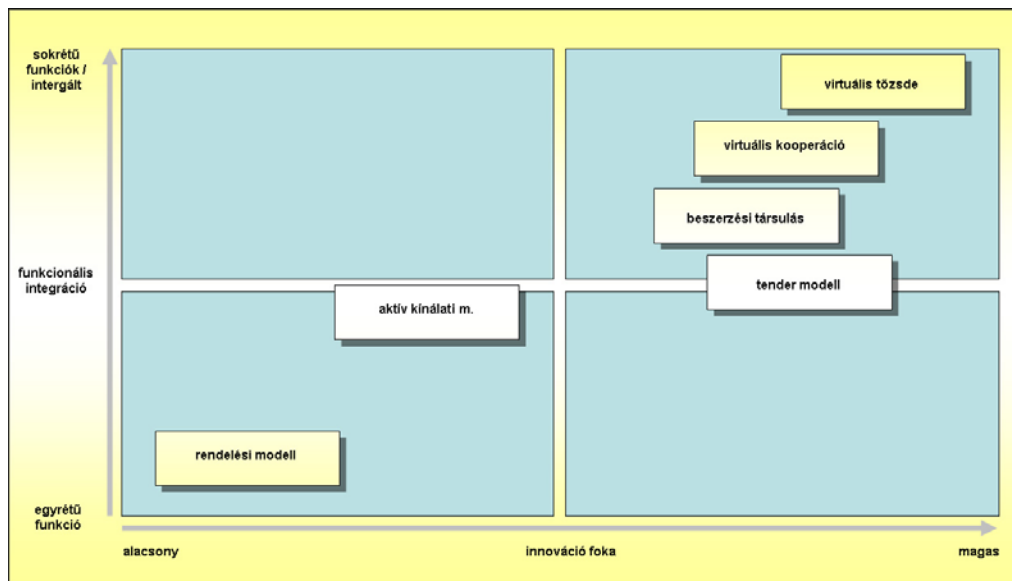 sokrétű
funkciók /
intergált
virtuális tőzsde
virtuális kooperáció
beszerzési társulás
funkcionális
integráció
tender modell
aktív kínálati m.
rendelési modell
egyrétű
funkció
alacsony
innováció foka
magas